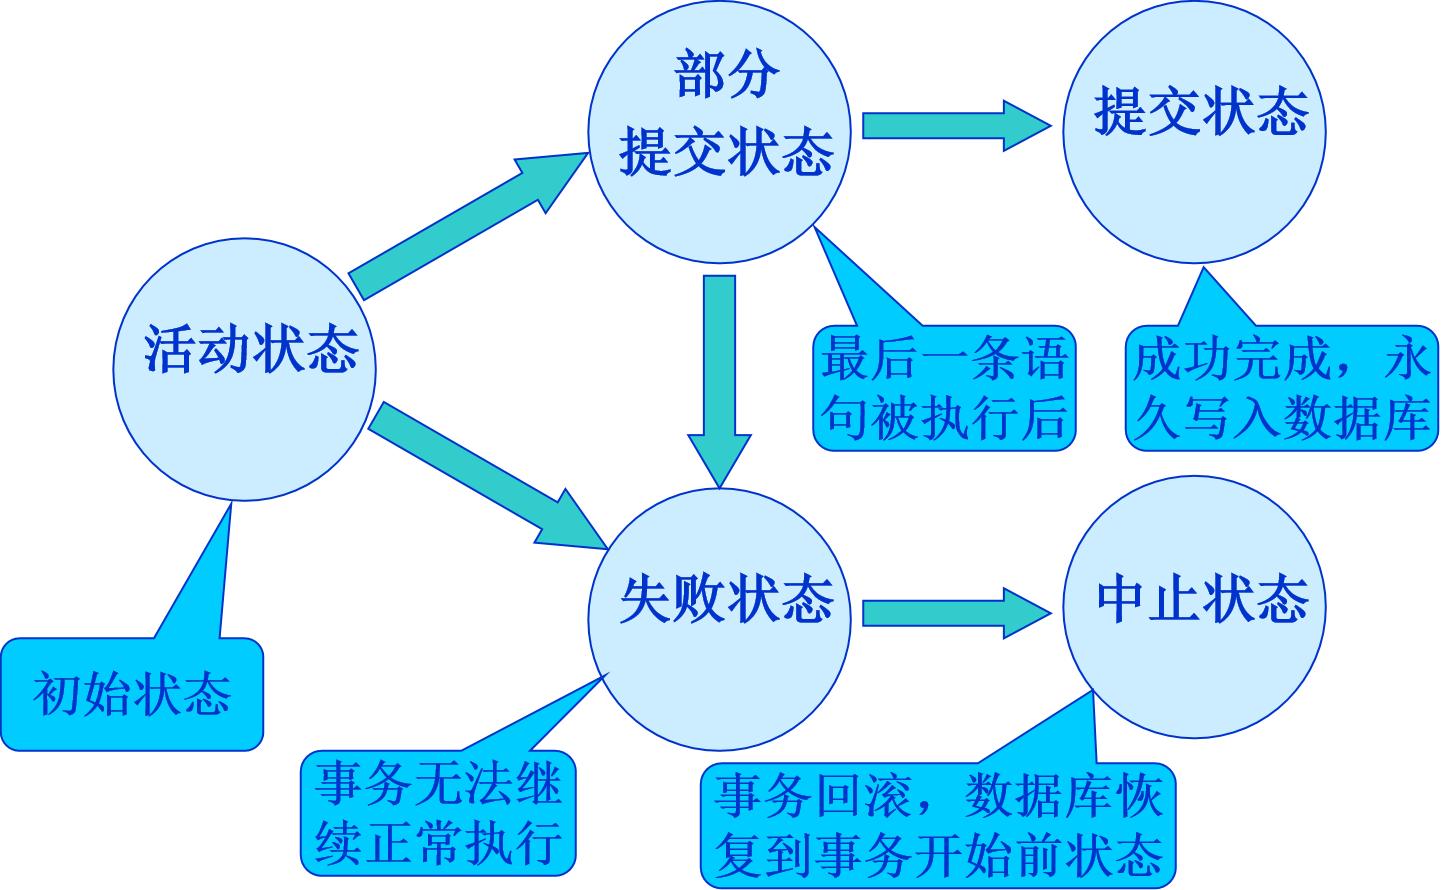 部分
提交状态
提交状态
活动状态
最后一条语
句被执行后
成功完成，永
久写入数据库
失败状态
中止状态
初始状态
事务无法继
续正常执行
事务回滚，数据库恢
复到事务开始前状态